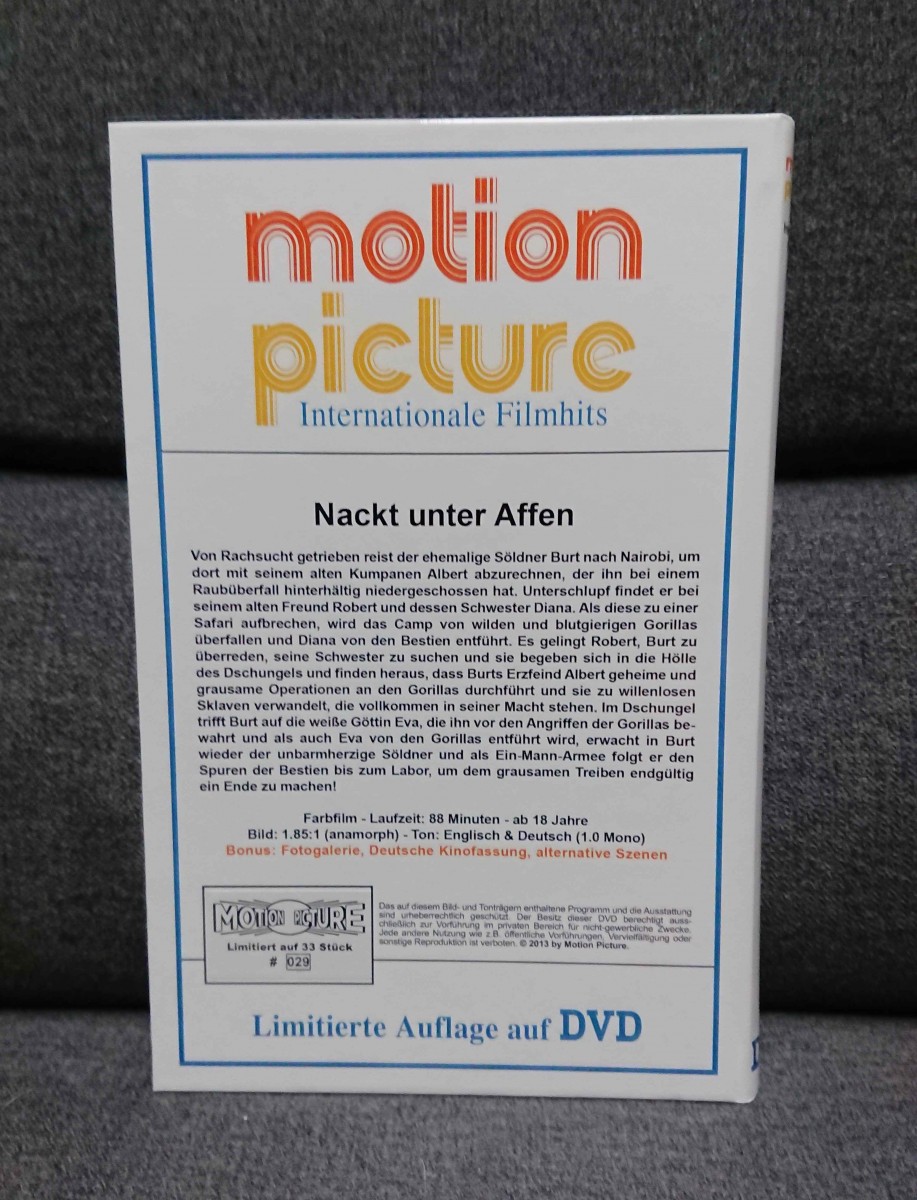 motion
picture
Internationale Filmhits
Nackt unter Affen
Von Rachsucht getrieben reist der ehemalige Söldner Burt nach Nairobi, um
dort mit seinem alten Kumpanen Albert abzurechnen, der ihn bei einem
Raubüberfall hinterhältig niedergeschossen hat. Unterschlupf findet er bei
seinem alten Freund Robert und dessen Schwester Diana. Als diese zu einer
Safari aufbrechen, wird das Camp von wilden und blutgierigen Gorillas
überfallen und Diana von den Bestien entführt. Es gelingt Robert, Burt zu
überreden, seine Schwester zu suchen und sie begeben sich in die Hölle
des Dschungels und finden heraus, dass Burts Erzfeind Albert geheime und
grausame Operationen an den Gorillas durchführt und sie zu willenlosen
Sklaven verwandelt, die vollkommen in seiner Macht stehen. Im Dschungel
trifft Burt auf die weiße Göttin Eva, die ihn vor den Angriffen der Gorillas be-
wahrt und als auch Eva von den Gorillas entführt wird, erwacht in Burt
wieder der unbarmherzige Söldner und als Ein-Mann-Armee folgt er den
Spuren der Bestien bis zum Labor, um dem grausamen Treiben endgültig
ein Ende zu machen!
Farbfilm - Laufzeit: 88 Minuten - ab 18 Jahre
Bild: 1.85:1 (anamorph) - Ton: Englisch & Deutsch (1.0 Mono)
Bonus: Fotogalerie, Deutsche Kinofassung, alternative Szenen
MOTION PICTURE
Limitiert auf 33 Stück
# 029
Das auf diesem Bild- und Tonträgern enthaltene Programm und die Ausstattung
sind urheberrechtlich geschützt. Der Besitz dieser DVD berechtigt auss-
chließlich zur Vorführung im privaten Bereich für nicht-gewerbliche Zwecke.
Jede andere Nutzung wie z.B. öffentliche Vorführungen, Vervielfältigung oder
sonstige Reproduktion ist verboten. © 2013 by Motion Picture.
Limitierte Auflage auf DVD